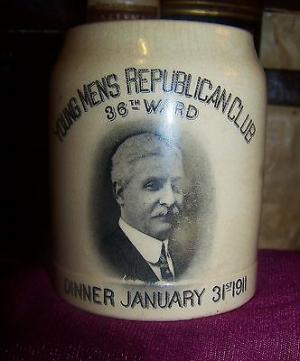 YOUNG MENS REPUBLICAN CLUB
36TH WARD
DINNER JANUARY 31ST 1911